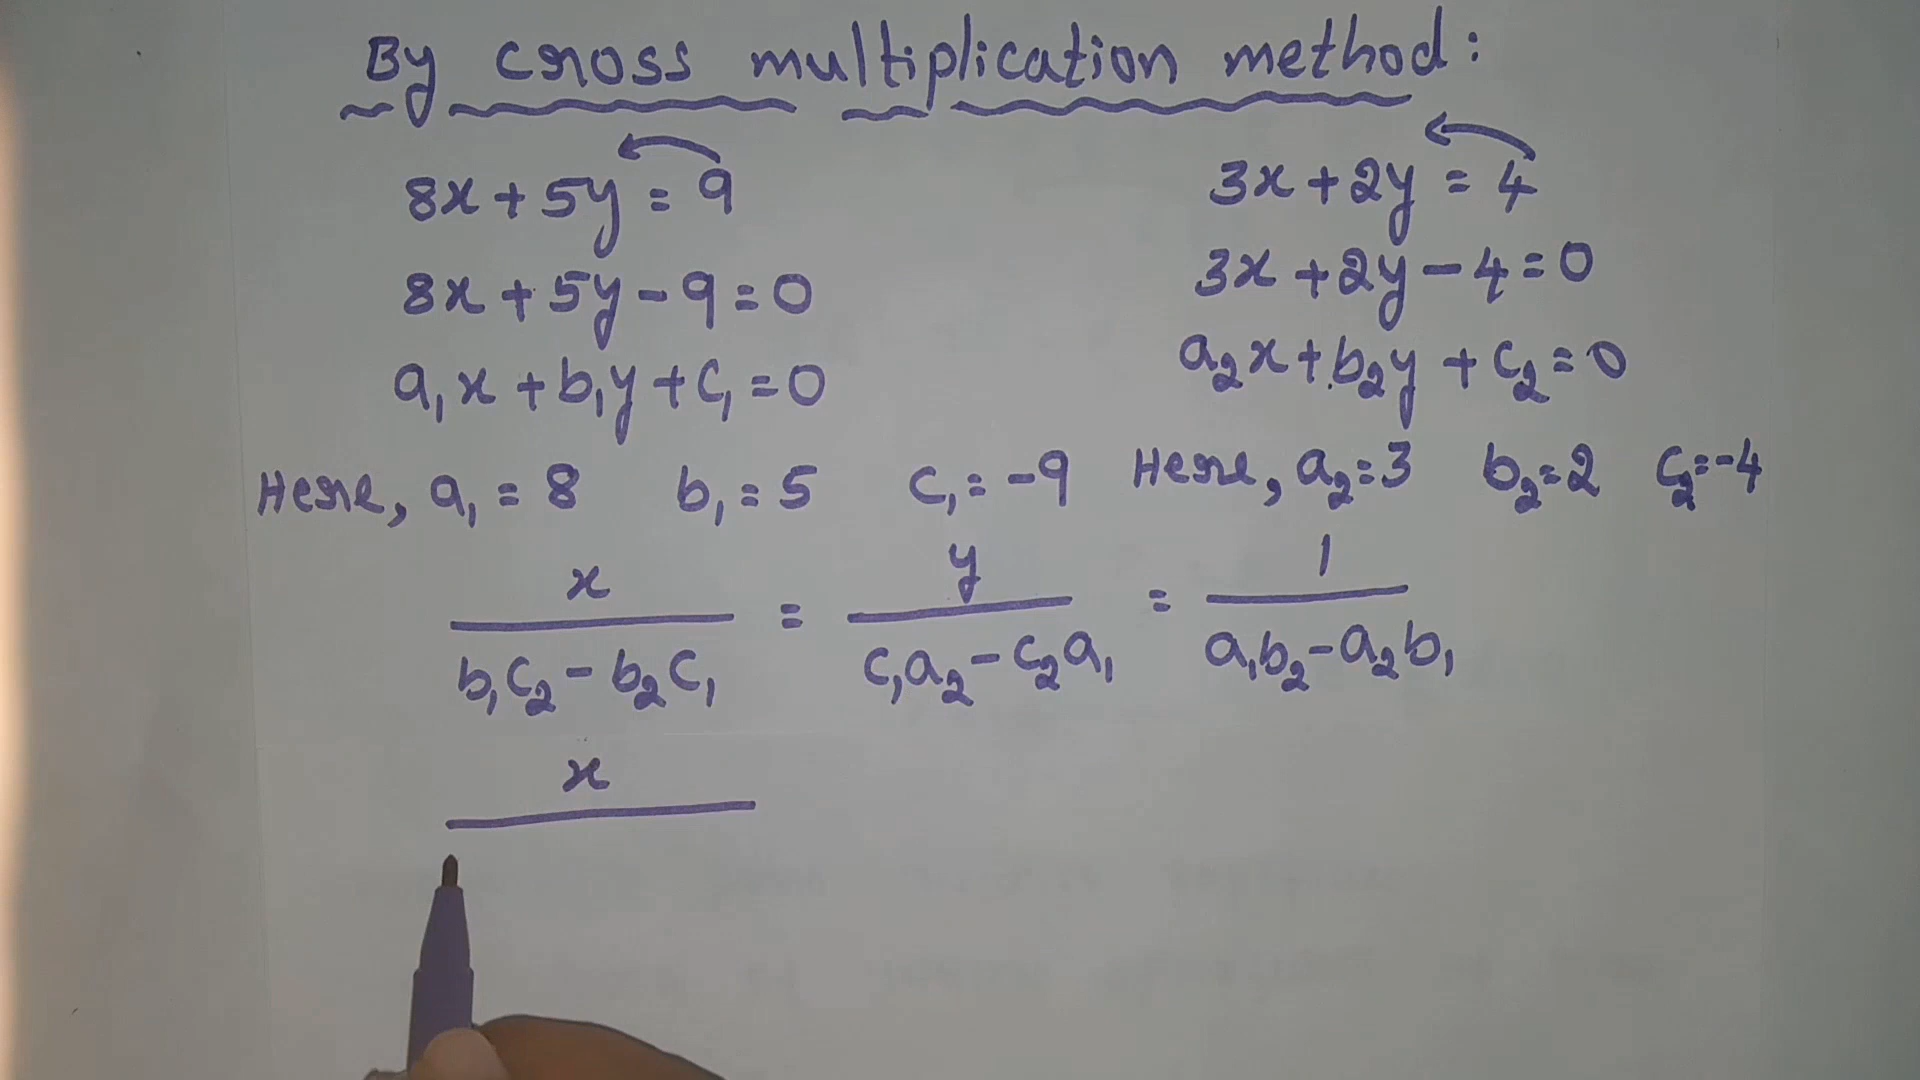 By cross multiplication method:
8x + 5y = 9
3x + 2y = 4
8x + 5y - 9 = 0
3x + 2y - 4 = 0
a₁x + b₁y + c₁ = 0
a₂x + b₂y + c₂ = 0
Here, a₁ = 8 b₁ = 5 c₁ = -9 Here, a₂ = 3 b₂ = 2 c₂ = -4
x y 1
= =
b₁c₂ - b₂c₁ c₁a₂ - c₂a₁ a₁b₂ - a₂b₁
x